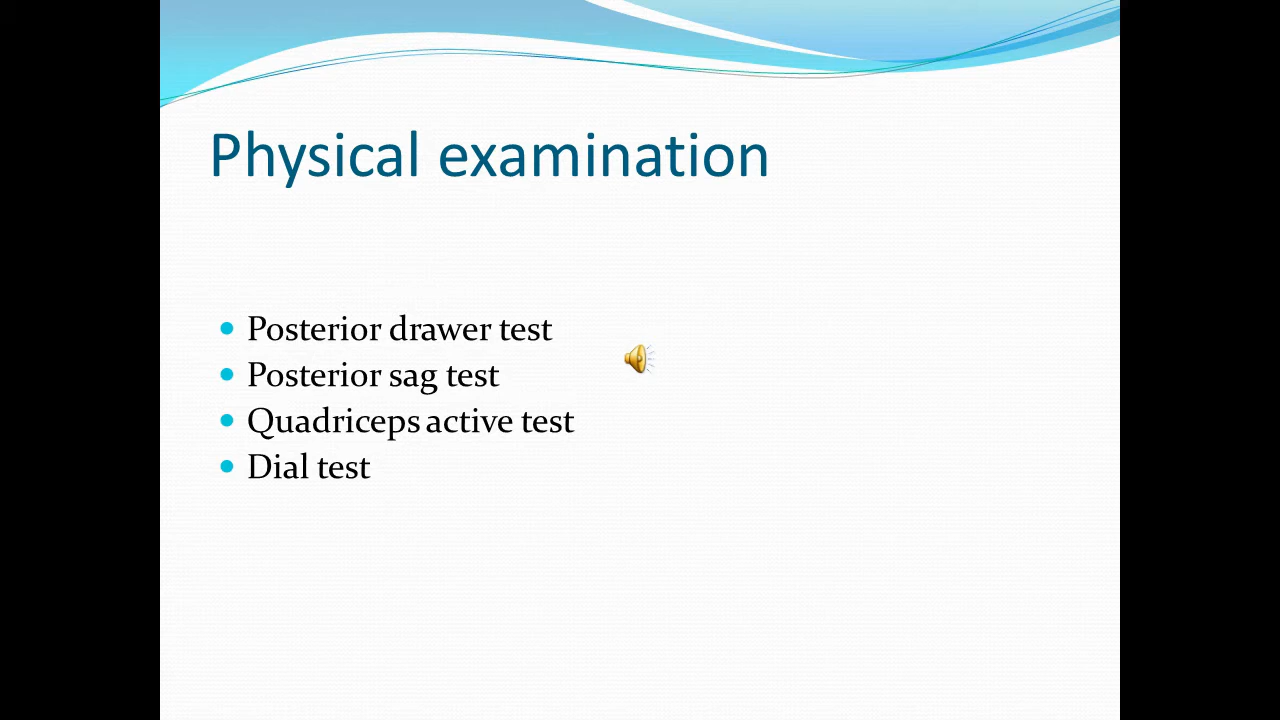 Physical examination
Posterior drawer test
Posterior sag test
Quadriceps active test
Dial test